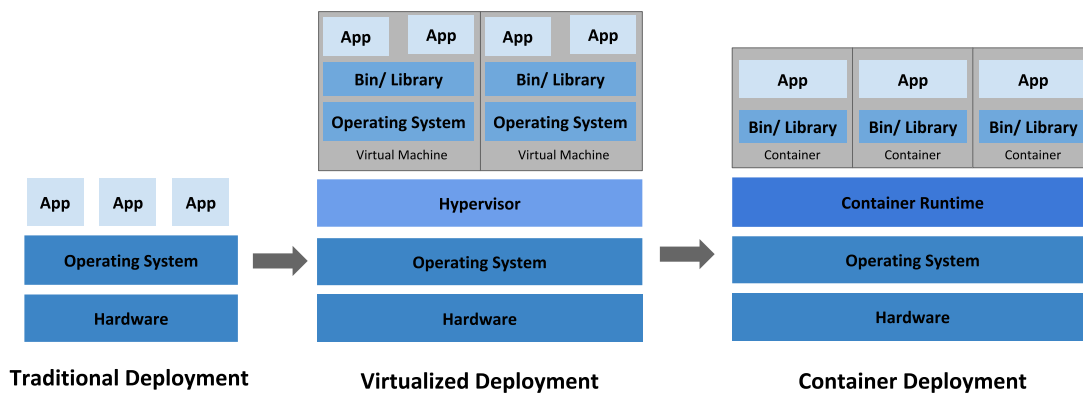 App
App
App
Operating System
Hardware
Traditional Deployment
App
App
Bin/ Library
Operating System
Virtual Machine
App
App
Bin/ Library
Operating System
Virtual Machine
Hypervisor
Operating System
Hardware
Virtualized Deployment
App
Bin/ Library
Container
App
Bin/ Library
Container
App
Bin/ Library
Container
Container Runtime
Operating System
Hardware
Container Deployment